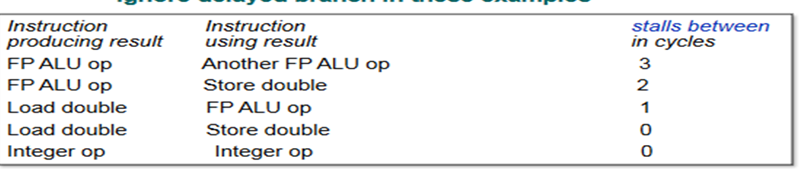 Ignore delayed branch in these examples
Instruction Instruction stalls between
producing result using result in cycles
FP ALU op Another FP ALU op 3
FP ALU op Store double 2
Load double FP ALU op 1
Load double Store double 0
Integer op Integer op 0